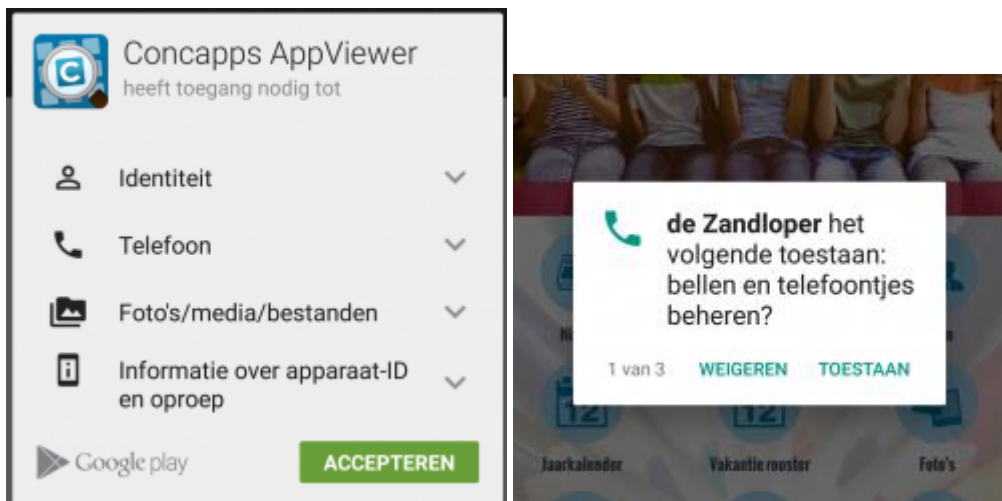 Concapps AppViewer
heeft toegang nodig tot
Identiteit
Telefoon
Foto's/media/bestanden
Informatie over apparaat-ID
en oproep
Google play
ACCEPTEREN
de Zandloper het
volgende toestaan:
bellen en telefoontjes
beheren?
1 van 3
WEIGEREN
TOESTAAN
12
12
Jaarkalender
Vakantie rooster
Foto's